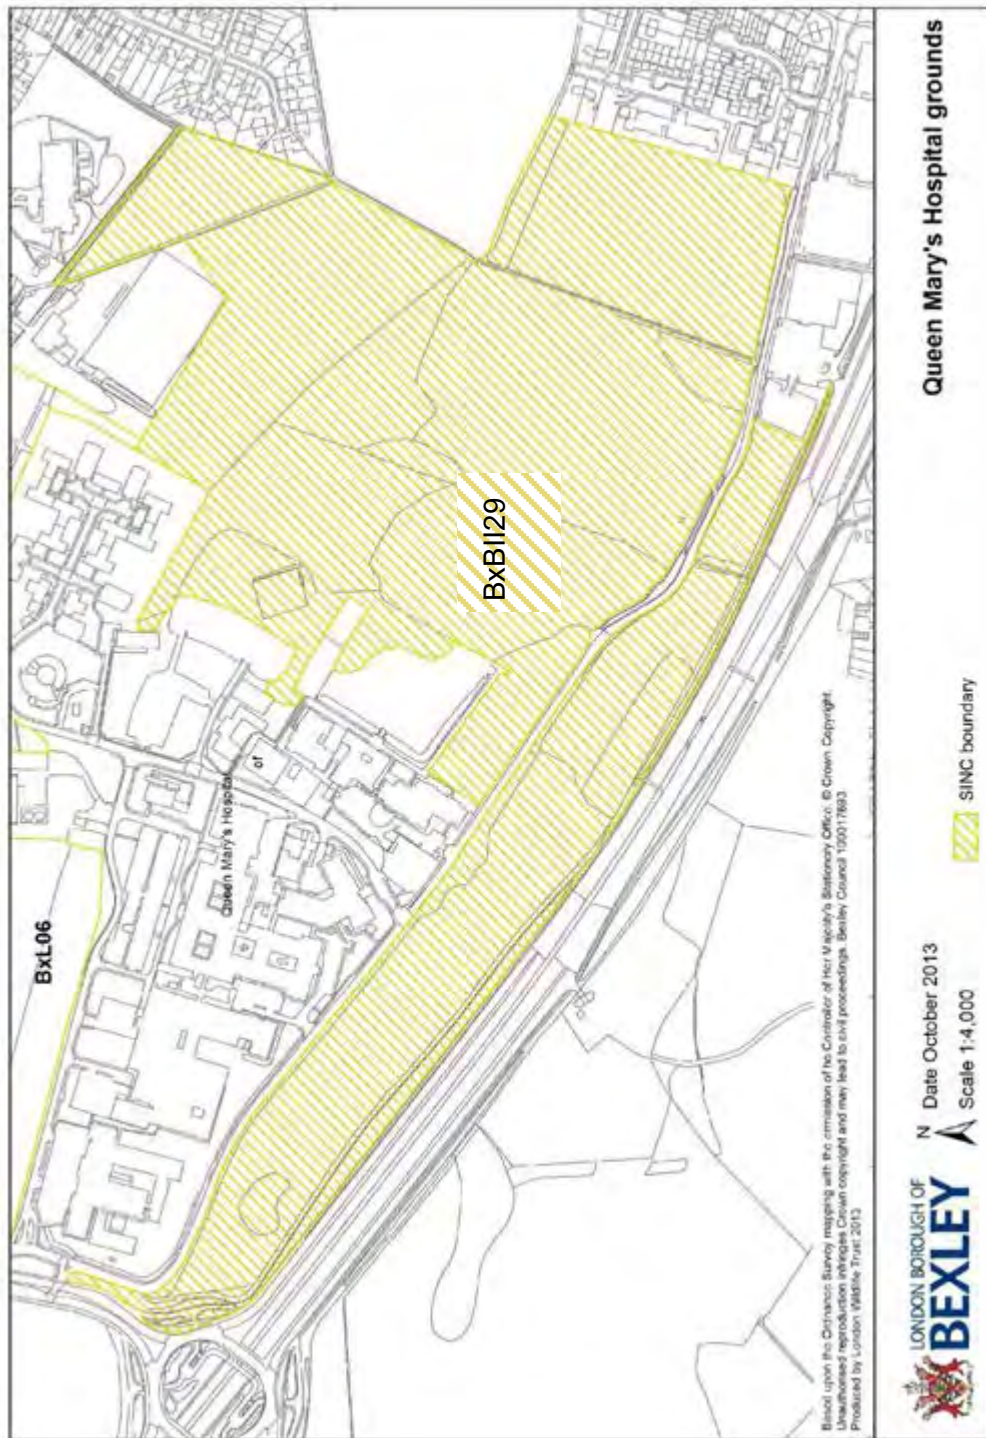 BxL06
Queen Mary's Hospital
of
BxBII29
Based upon the Ordnance Survey mapping with the permission of the Controller of Her Majesty's Stationery Office. © Crown Copyright.
Unauthorised reproduction infringes Crown copyright and may lead to civil proceedings. Bexley Council 100017693
Produced by London Wildlife Trust 2013
LONDON BOROUGH OF
BEXLEY
N
Date October 2013
Scale 1:4,000
SINC boundary
Queen Mary's Hospital grounds